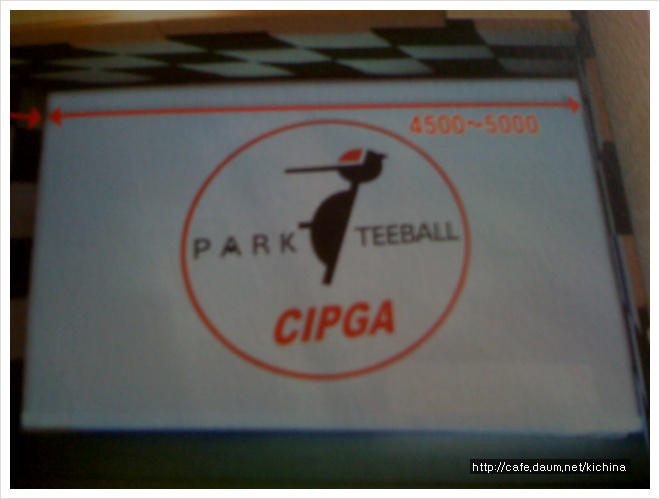 4500~5000
PARK TEEBALL
CIPGA
http://cafe.daum.net/kichina